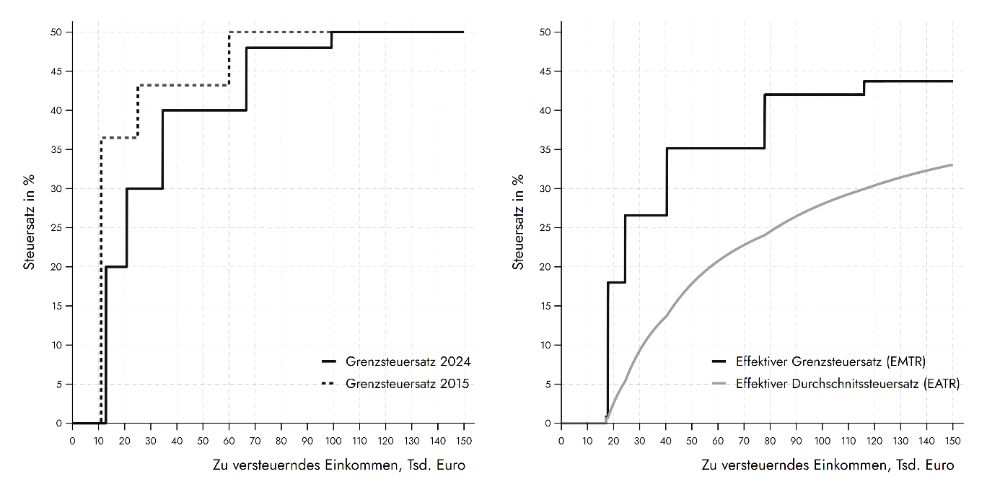 Steuersatz in %
50
45
40
35
30
25
20
15
10
5
0
Grenzsteuersatz 2024
Grenzsteuersatz 2015
0 10 20 30 40 50 60 70 80 90 100 110 120 130 140 150
Zu versteuerndes Einkommen, Tsd. Euro
Steuersatz in %
50
45
40
35
30
25
20
15
10
5
0
Effektiver Grenzsteuersatz (EMTR)
Effektiver Durchschnittssteuersatz (EATR)
0 10 20 30 40 50 60 70 80 90 100 110 120 130 140 150
Zu versteuerndes Einkommen, Tsd. Euro